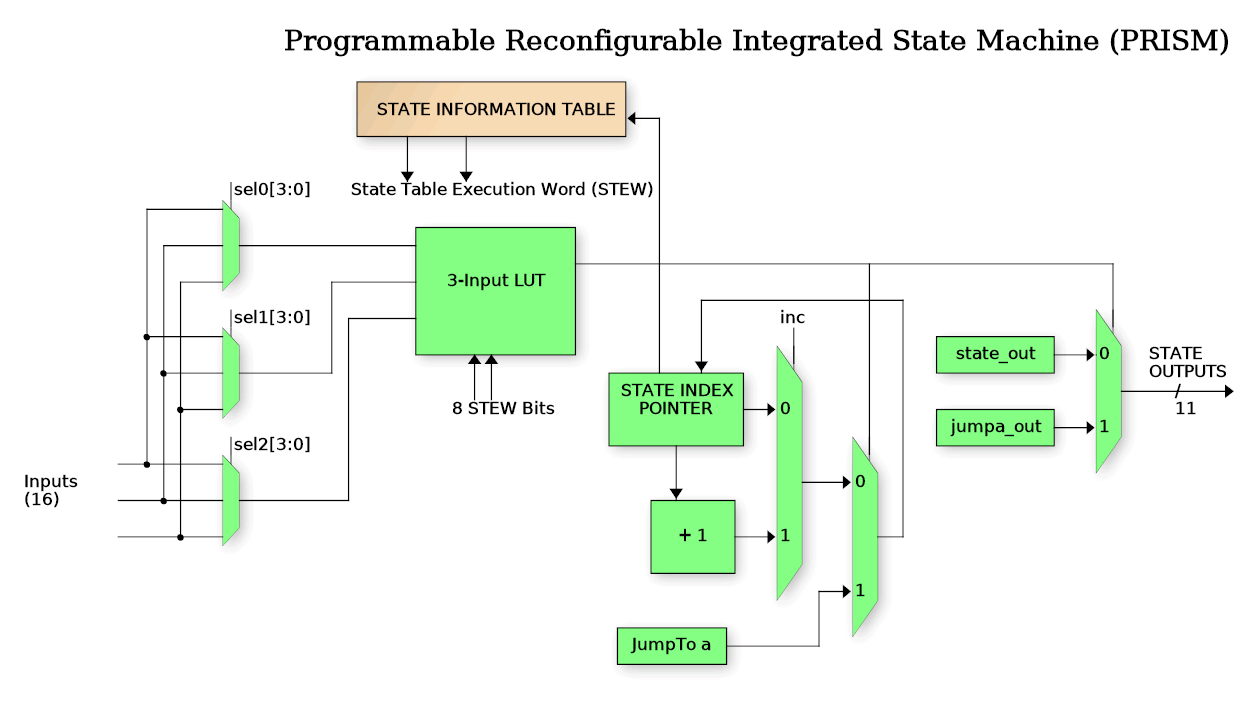 Programmable Reconfigurable Integrated State Machine (PRISM)
STATE INFORMATION TABLE
State Table Execution Word (STEW)
sel0[3:0]
3-Input LUT
sel1[3:0]
inc
8 STEW Bits
STATE INDEX
POINTER
0
state_out
0
STATE
OUTPUTS
11
jumpa_out
1
sel2[3:0]
Inputs
(16)
+ 1
1
0
1
JumpTo a